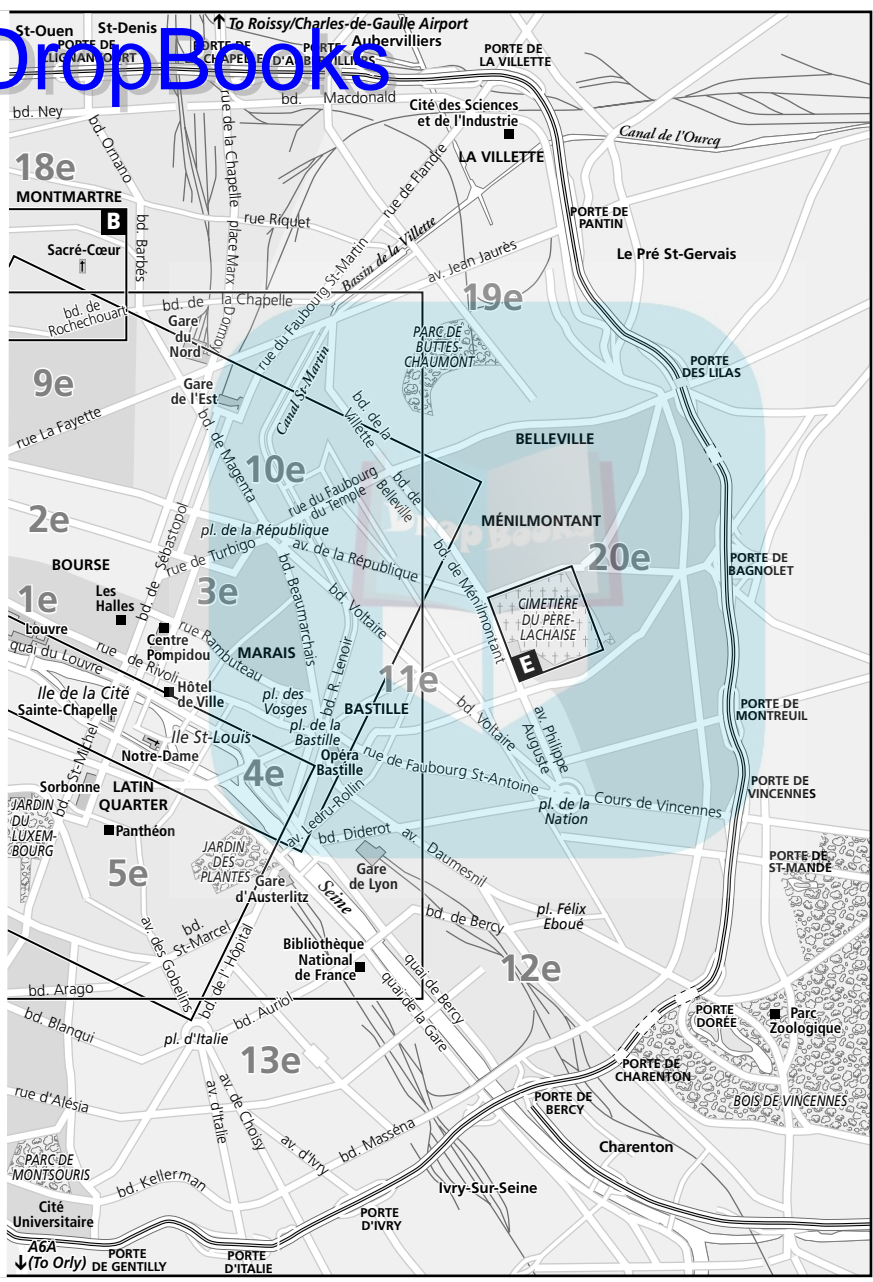 To Roissy/Charles-de-Gaulle Airport
St-Ouen
St-Denis
DropBooks
PORTE DE
PORTE DE
LA CHAPELLE
PORTE
D'AUBERVILLIERS
Aubervilliers
PORTE DE
LA VILLETTE
bd. Ney
bd. Macdonald
Cité des Sciences
et de l'Industrie
Canal de l'Ourcq
LA VILLETTE
bd. Ornano
rue de la Chapelle
rue de Flandre
18e
MONTMARTRE
B
Sacré-Cœur
bd. Barbés
place Marx
rue Riquet
PORTE DE
PANTIN
Le Pré St-Gervais
Bassin de la Villette
av. Jean Jaurès
rue du Faubourg St-Martin
19e
bd. de la Chapelle
bd. de
Rochechouart
Gare
du
Nord
PARC DE
BUTTES-
CHAUMONT
PORTE
DES LILAS
9e
Gare
de l'Est
Canal St-Martin
rue La Fayette
bd. de la
Villette
BELLEVILLE
bd. de Magenta
10e
rue du Faubourg
du Temple
bd. de
Belleville
DropBooks
MÉNILMONTANT
2e
pl. de la République
20e
rue de Turbigo
av. de la République
bd. de Ménilmontant
PORTE DE
BAGNOLET
BOURSE
bd. de Sébastopol
1e
Les
Halles
3e
bd. Beaumarchais
bd. Voltaire
CIMETIÈRE
DU PÈRE-
LACHAISE
E
Louvre
quai du Louvre
rue de Rivoli
Centre
Pompidou
rue Rambuteau
MARAIS
bd. R. Lenoir
11e
Ile de la Cité
Sainte-Chapelle
Hôtel
de Ville
pl. des
Vosges
BASTILLE
bd. Voltaire
av. Philippe
Auguste
PORTE DE
MONTREUIL
Ile St-Louis
pl. de la
Bastille
bd. St-Michel
Notre-Dame
Opéra
Bastille
rue de Faubourg St-Antoine
4e
Sorbonne
LATIN
QUARTER
av. Ledru-Rollin
pl. de la
Nation
Cours de Vincennes
PORTE DE
VINCENNES
JARDIN
DU
LUXEM-
BOURG
Panthéon
bd. Diderot
av. Daumesnil
PORTE DE
ST-MANDÉ
JARDIN
DES
PLANTES
5e
Gare
d'Austerlitz
Gare
de Lyon
Seine
bd. de Bercy
pl. Félix
Eboué
bd.
St-Marcel
av. des Gobelins
bd. de l'Hôpital
Bibliothèque
National
de France
12e
quai de Bercy
quai de la Gare
bd. Arago
bd. Auriol
bd. Blanqui
pl. d'Italie
PORTE
DORÉE
Parc
Zoologique
13e
PORTE DE
CHARENTON
rue d'Alésia
av. d'Italie
av. de Choisy
PORTE DE
BERCY
BOIS DE VINCENNES
av. d'Ivry
bd. Masséna
Charenton
PARC DE
MONTSOURIS
bd. Kellerman
Ivry-Sur-Seine
Cité
Universitaire
PORTE
D'IVRY
A6A
(To Orly)
PORTE
DE GENTILLY
PORTE
D'ITALIE